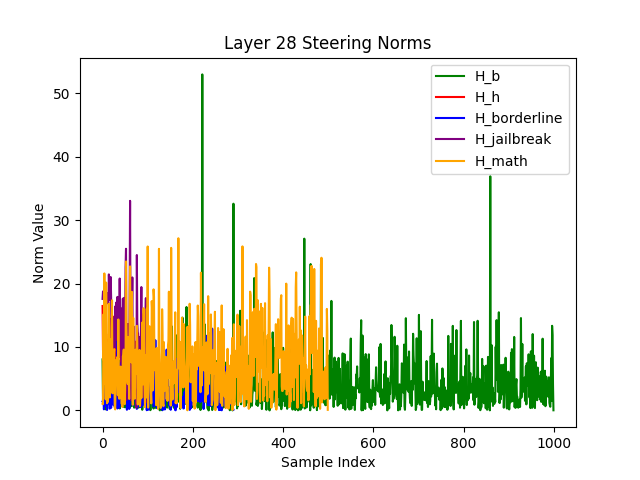 Layer 28 Steering Norms
H_b
H_h
H_borderline
H_jailbreak
H_math
Norm Value
50
40
30
20
10
0
0 200 400 600 800 1000
Sample Index